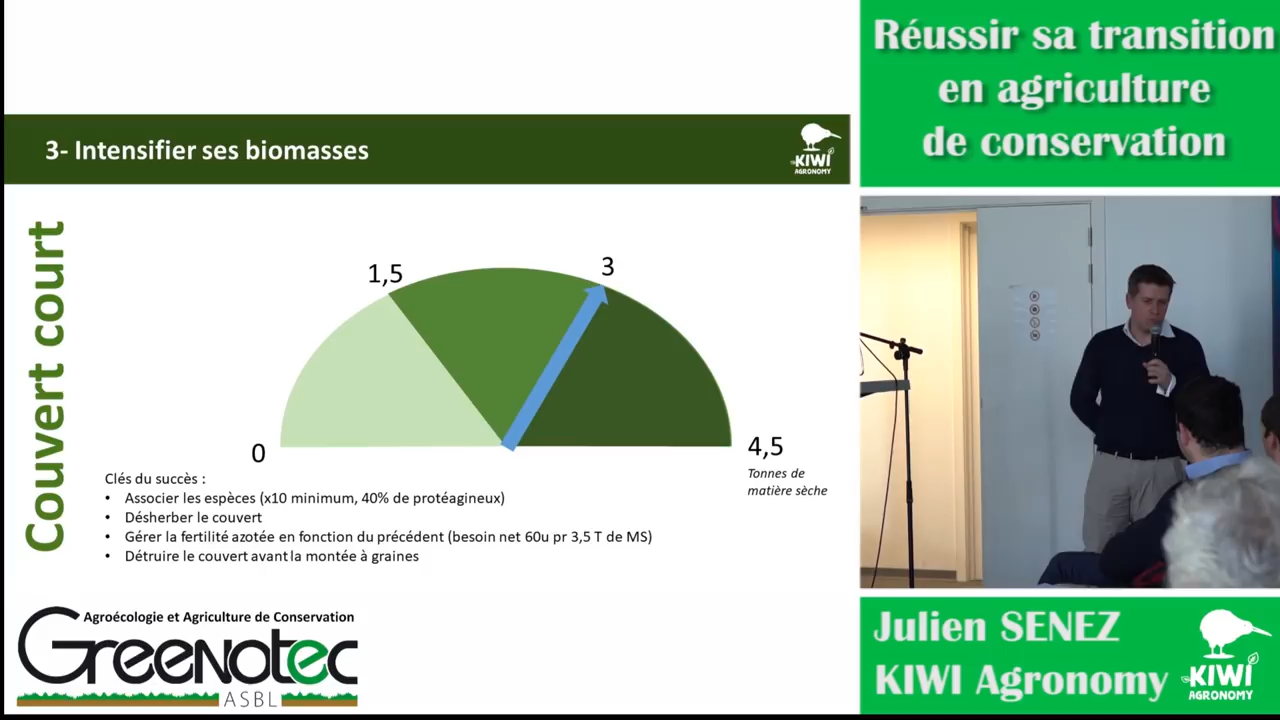 Réussir sa transition
en agriculture
de conservation
3- Intensifier ses biomasses
KIWI
AGRONOMY
Couvert court
1,5
3
0
4,5
Tonnes de
matière sèche
Clés du succès :
• Associer les espèces (x10 minimum, 40% de protéagineux)
• Désherber le couvert
• Gérer la fertilité azotée en fonction du précédent (besoin net 60u pr 3,5 T de MS)
• Détruire le couvert avant la montée à graines
Agroécologie et Agriculture de Conservation
Greenotec
ASBL
Julien SENEZ
KIWI Agronomy
KIWI
AGRONOMY